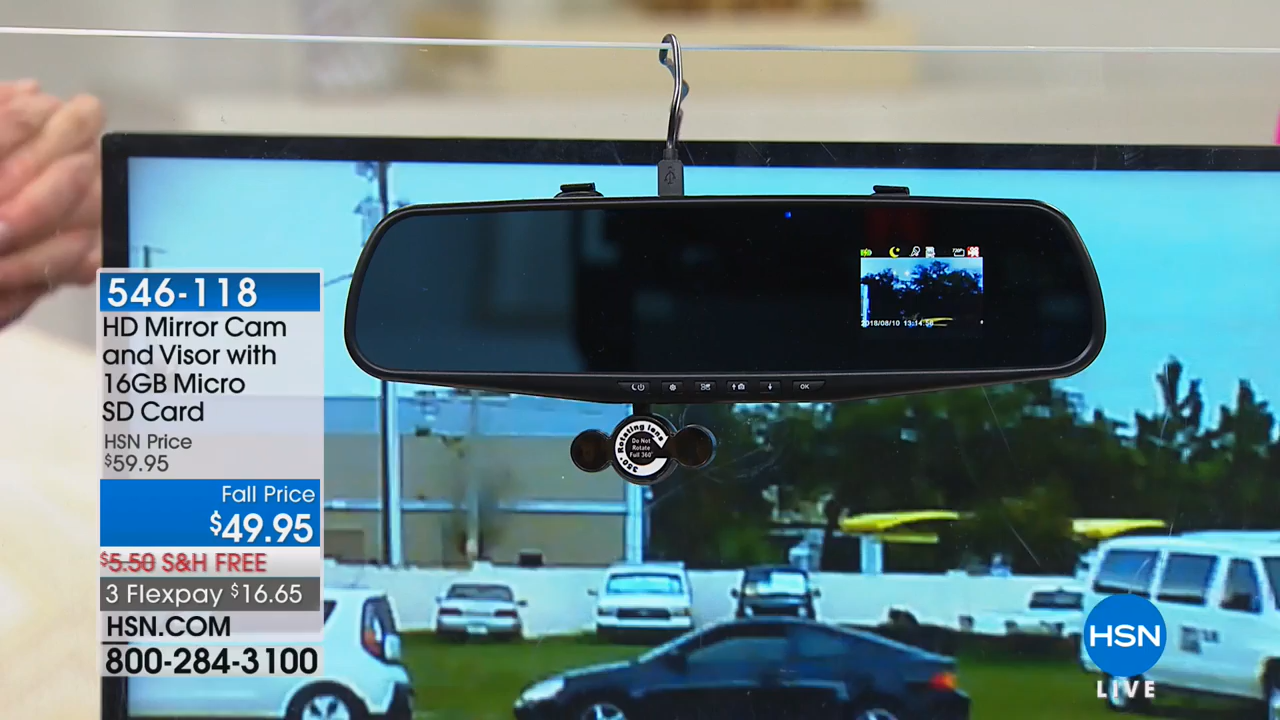 546-118
HD Mirror Cam
and Visor with
16GB Micro
SD Card
HSN Price
$59.95
Fall Price
$49.95
$5.50 S&H FREE
3 Flexpay $16.65
HSN.COM
800-284-3100
720P
2018/08/10 13:14:56
OK
360° Rotating lens
Do Not
Rotate
Full 360°
HSN
LIVE